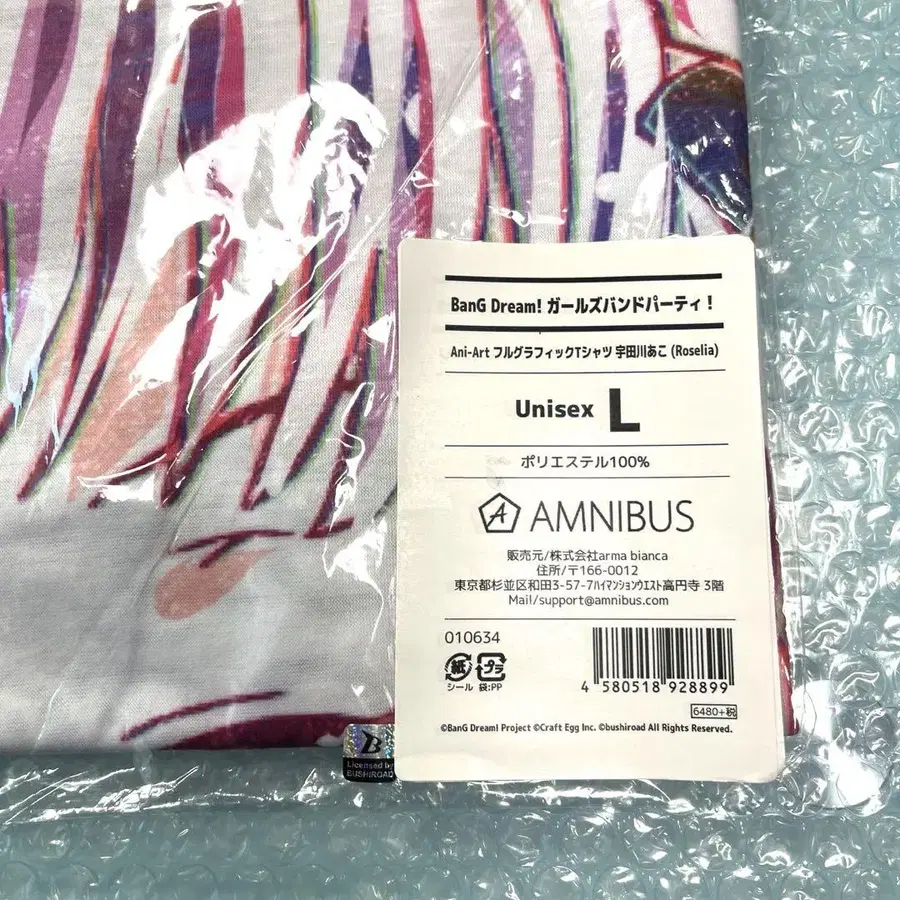 BanG Dream! ガールズバンドパーティ！
Ani-Art フルグラフィックTシャツ 宇田川あこ (Roselia)
Unisex L
ポリエステル100%
AMNIBUS
販売元/株式会社arma bianca
住所/〒166-0012
東京都杉並区和田3-57-7ハイマンションウエスト高円寺 3階
Mail/support@amnibus.com
010634
紙 プラ
シール 袋:PP
4 580518 928899
6480+税
©BanG Dream! Project ©Craft Egg Inc. ©bushiroad All Rights Reserved.
B
Licensed by
BUSHIROAD